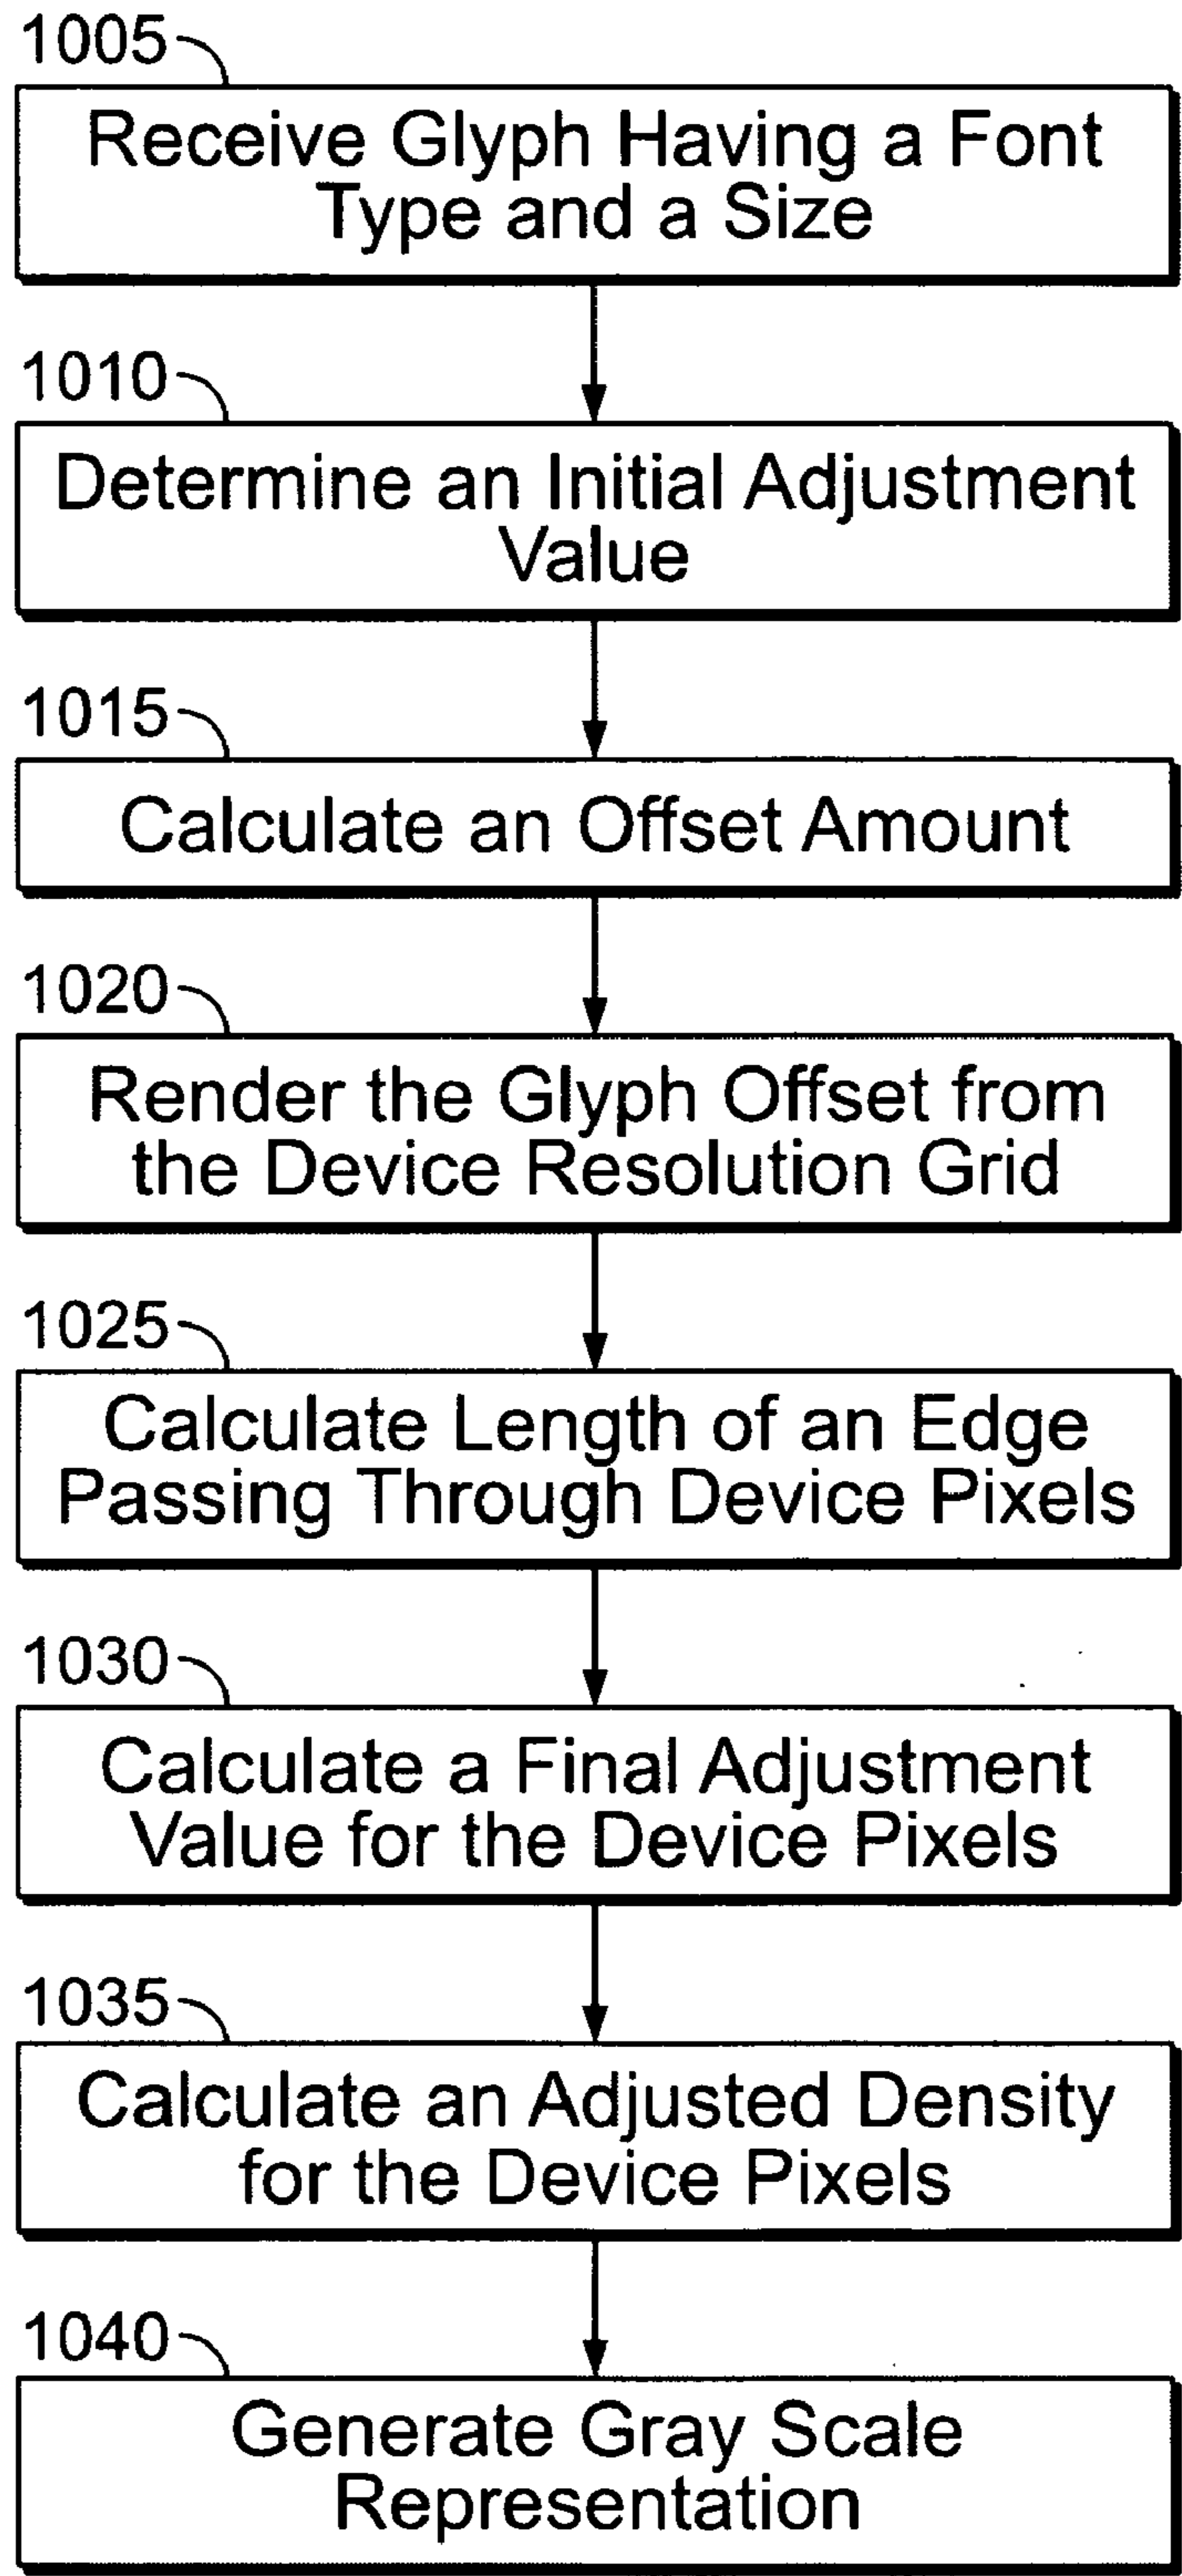 1005
Receive Glyph Having a Font
Type and a Size
1010
Determine an Initial Adjustment
Value
1015
Calculate an Offset Amount
1020
Render the Glyph Offset from
the Device Resolution Grid
1025
Calculate Length of an Edge
Passing Through Device Pixels
1030
Calculate a Final Adjustment
Value for the Device Pixels
1035
Calculate an Adjusted Density
for the Device Pixels
1040
Generate Gray Scale
Representation